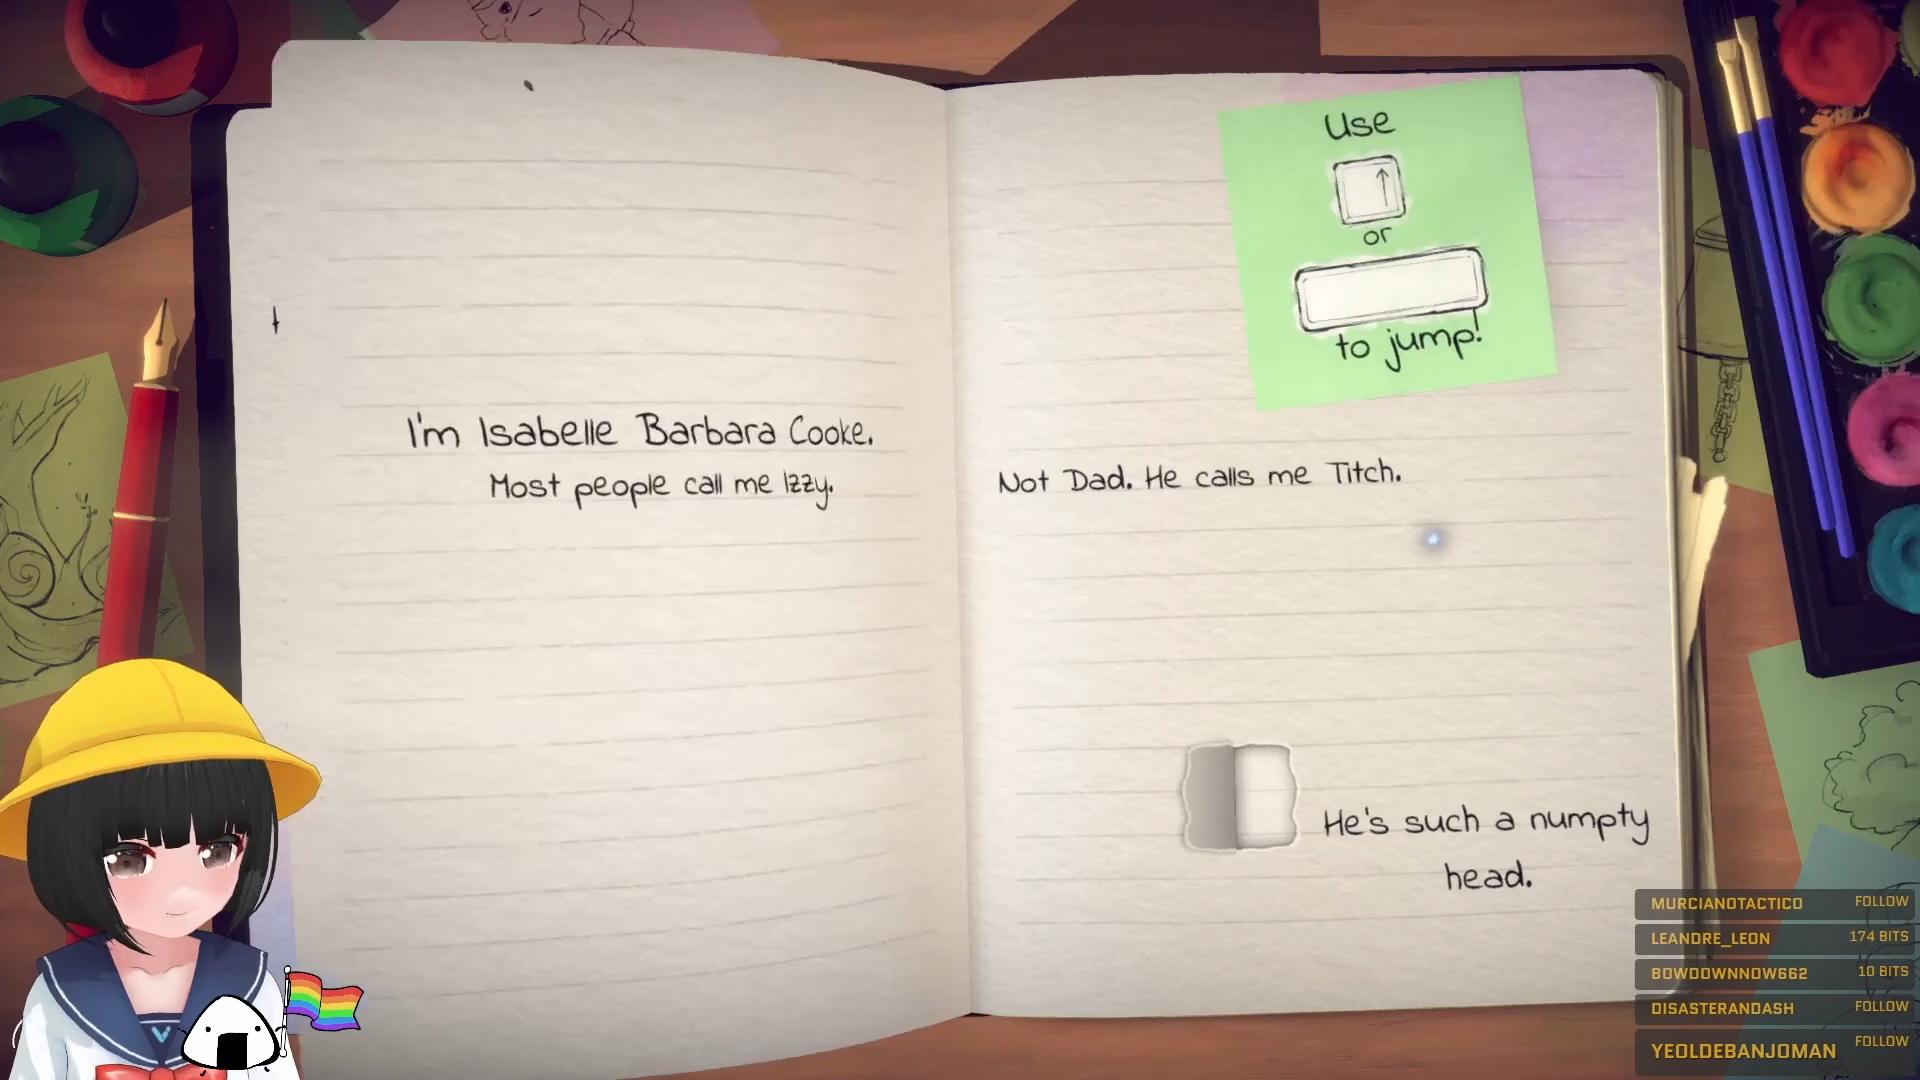 Use
↑
or
to jump!
I'm Isabelle Barbara Cooke.
Most people call me Izzy.
Not Dad. He calls me Titch.
He's such a numpty
head.
MURCIANOTACTICO FOLLOW
LEANDRE_LEON 174 BITS
BOWDOWNNOW662 10 BITS
DISASTERANDASH FOLLOW
YEOLDEBANJOMAN FOLLOW